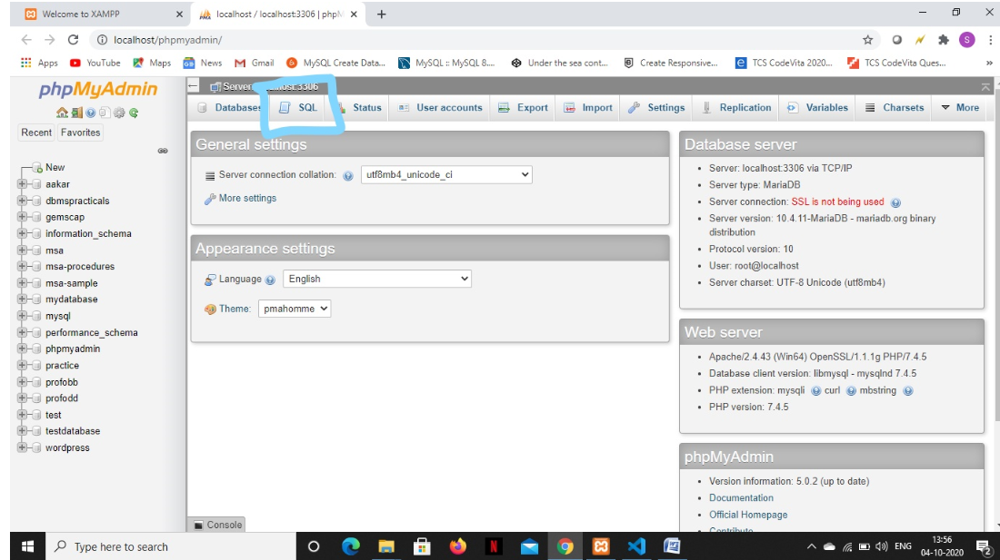 Welcome to XAMPP
localhost / localhost:3306 | phpM
localhost/phpmyadmin/
S
Apps YouTube Maps News Gmail MySQL Create Data... MySQL :: MySQL 8.... Under the sea cont... Create Responsive... TCS CodeVita 2020... TCS CodeVita Ques... »
phpMyAdmin
Recent Favorites
New
aakar
dbmspracticals
gemscap
information_schema
msa
msa-procedures
msa-sample
mydatabase
mysql
performance_schema
phpmyadmin
practice
profobb
profodd
test
testdatabase
wordpress
Databases SQL Status User accounts Export Import Settings Replication Variables Charsets More
General settings
Server connection collation: utf8mb4_unicode_ci
More settings
Appearance settings
Language English
Theme: pmahomme
Database server
Server: localhost:3306 via TCP/IP
Server type: MariaDB
Server connection: SSL is not being used
Server version: 10.4.11-MariaDB - mariadb.org binary
distribution
Protocol version: 10
User: root@localhost
Server charset: UTF-8 Unicode (utf8mb4)
Web server
Apache/2.4.43 (Win64) OpenSSL/1.1.1g PHP/7.4.5
Database client version: libmysql - mysqlnd 7.4.5
PHP extension: mysqli curl mbstring
PHP version: 7.4.5
phpMyAdmin
Version information: 5.0.2 (up to date)
Documentation
Official Homepage
Contribute
Console
Type here to search
ENG
13:56
04-10-2020
2